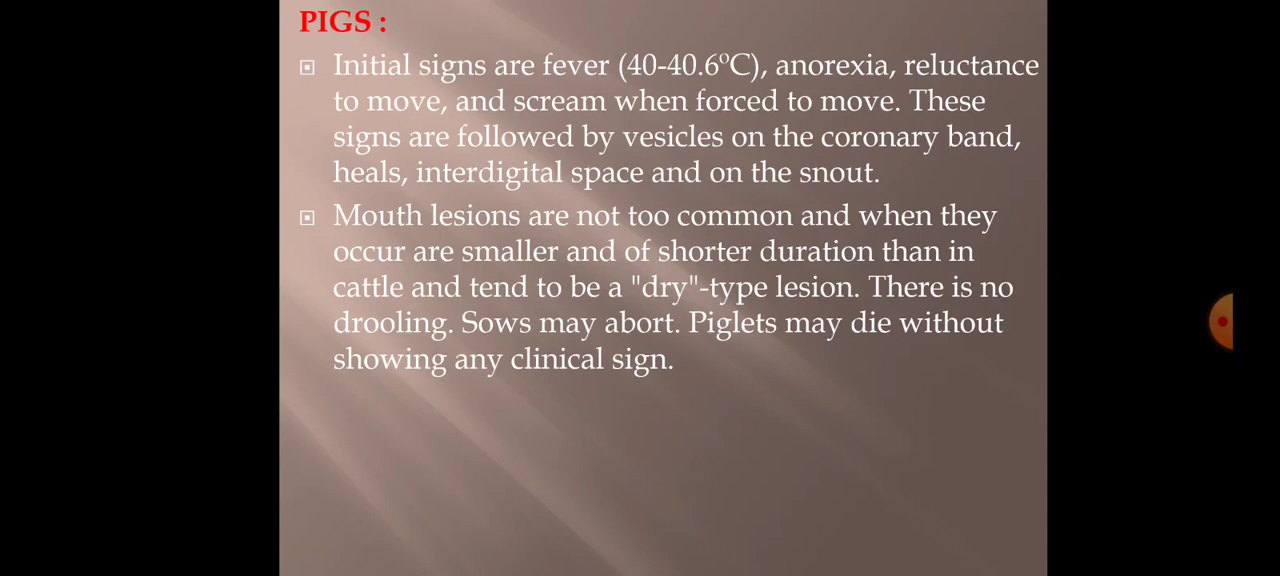 PIGS :
Initial signs are fever (40-40.6ºC), anorexia, reluctance
to move, and scream when forced to move. These
signs are followed by vesicles on the coronary band,
heals, interdigital space and on the snout.
Mouth lesions are not too common and when they
occur are smaller and of shorter duration than in
cattle and tend to be a "dry"-type lesion. There is no
drooling. Sows may abort. Piglets may die without
showing any clinical sign.